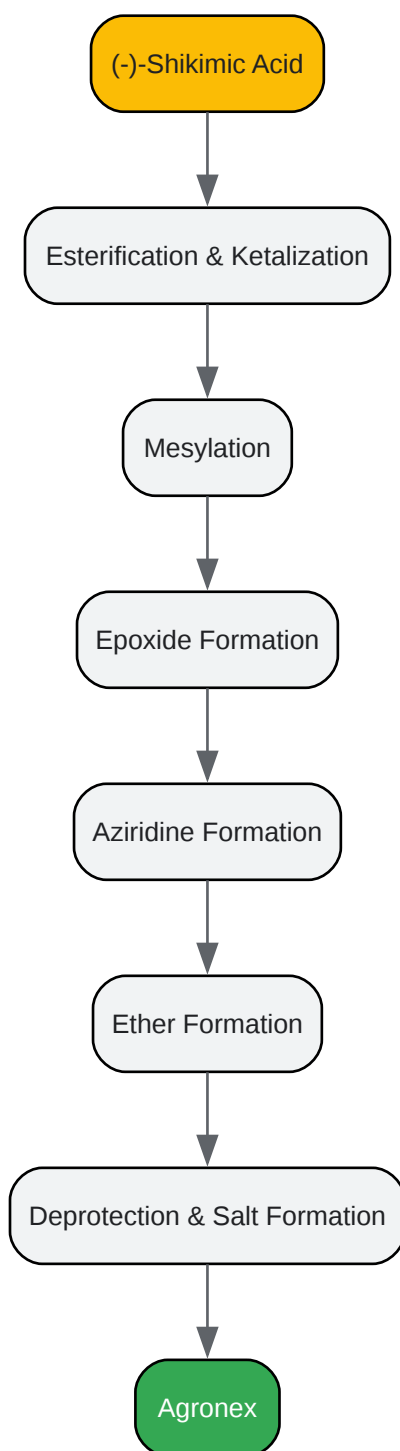 (-)-Shikimic Acid
Esterification & Ketalization
Mesylation
Epoxide Formation
Aziridine Formation
Ether Formation
Deprotection & Salt Formation
Agronex